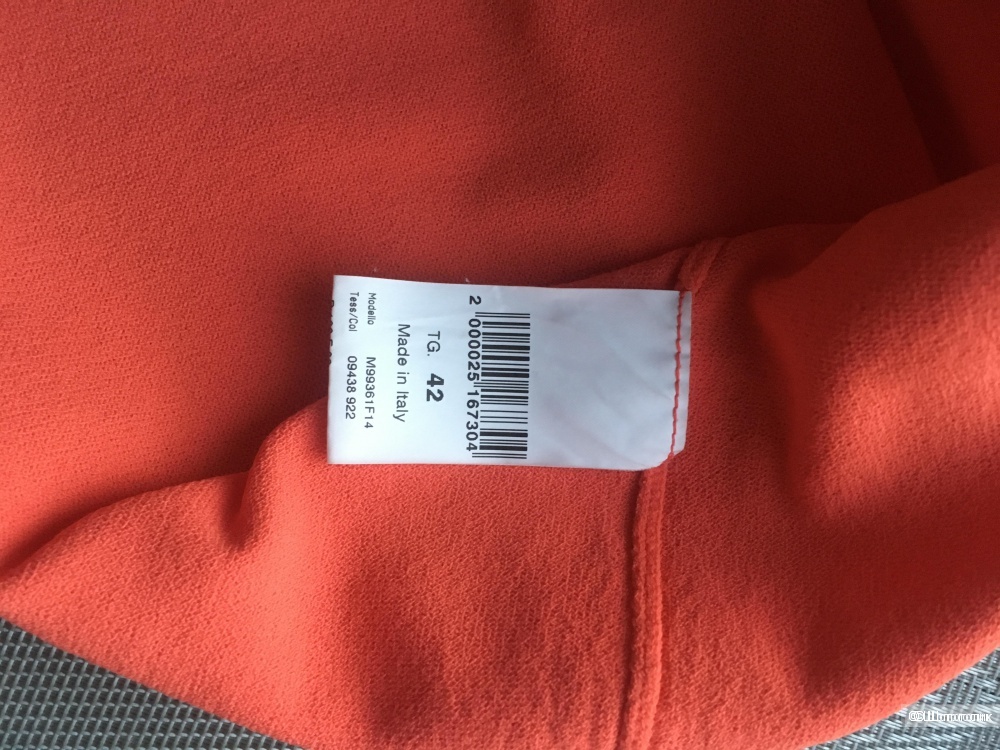 2 000025 167304
TG. 42
Made in Italy
Modello M99361F14
Tess/Col 09438 922